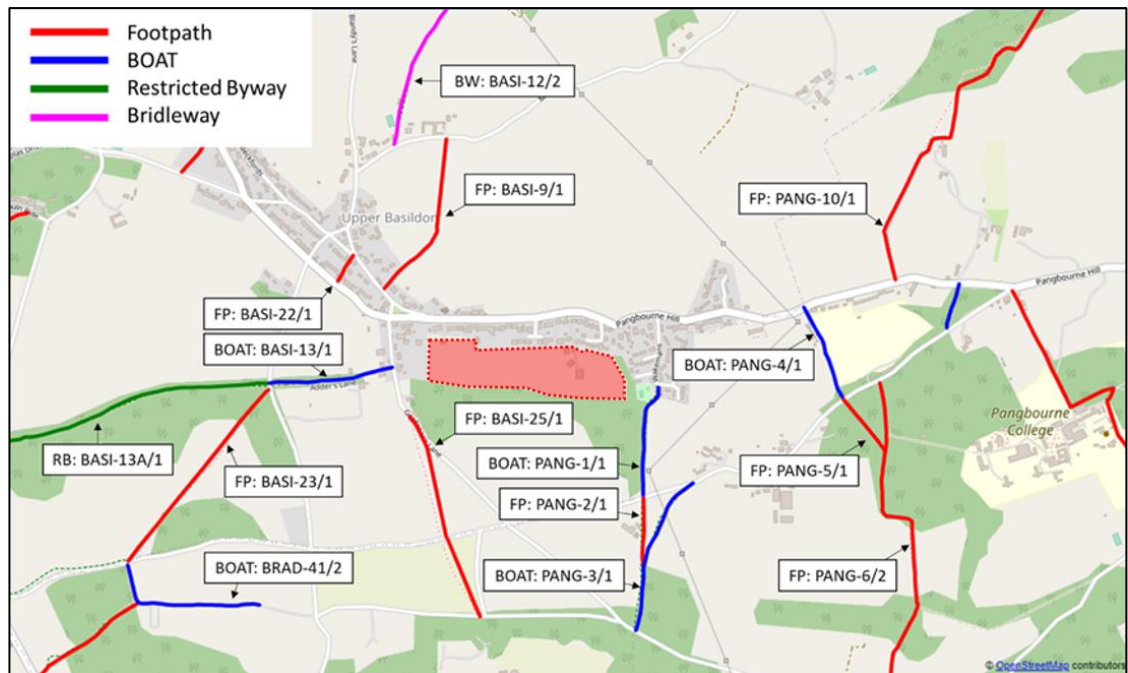 Footpath
BOAT
Restricted Byway
Bridleway
Blandy's Lane
BW: BASI-12/2
FP: BASI-9/1
Upper Basildon
FP: PANG-10/1
FP: BASI-22/1
BOAT: BASI-13/1
Pangbourne Hill
Pangbourne Hill
BOAT: PANG-4/1
Adder's Lane
Wakemans
FP: BASI-25/1
Lane
RB: BASI-13A/1
FP: BASI-23/1
BOAT: PANG-1/1
FP: PANG-2/1
BOAT: PANG-3/1
FP: PANG-5/1
Pangbourne
College
FP: PANG-6/2
BOAT: BRAD-41/2
© OpenStreetMap contributors